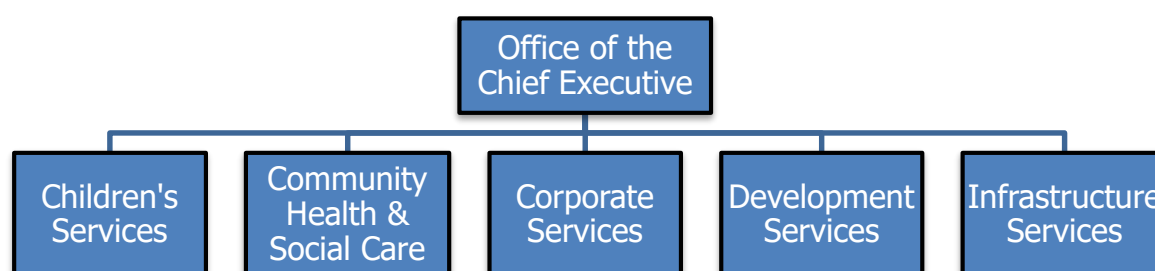 Office of the
Chief Executive
Children's
Services
Community
Health &
Social Care
Corporate
Services
Development
Services
Infrastructure
Services